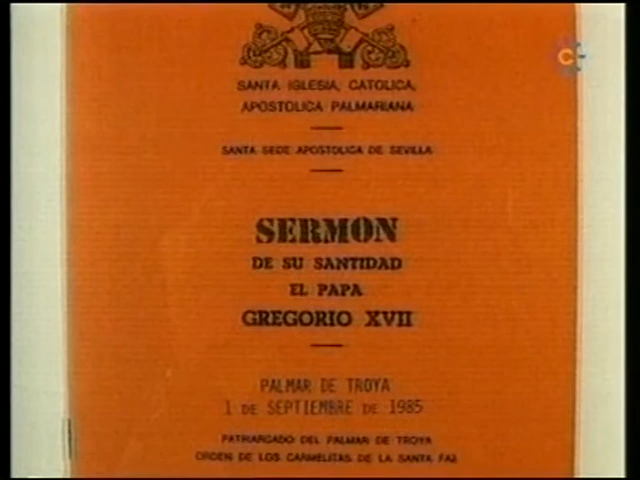 SANTA IGLESIA, CATOLICA,
APOSTOLICA PALMARIANA
SANTA SEDE APOSTOLICA DE SEVILLA
SERMON
DE SU SANTIDAD
EL PAPA
GREGORIO XVII
PALMAR DE TROYA
1 DE SEPTIEMBRE DE 1985
PATRIARCADO DEL PALMAR DE TROYA
ORDEN DE LOS CARMELITAS DE LA SANTA FAZ